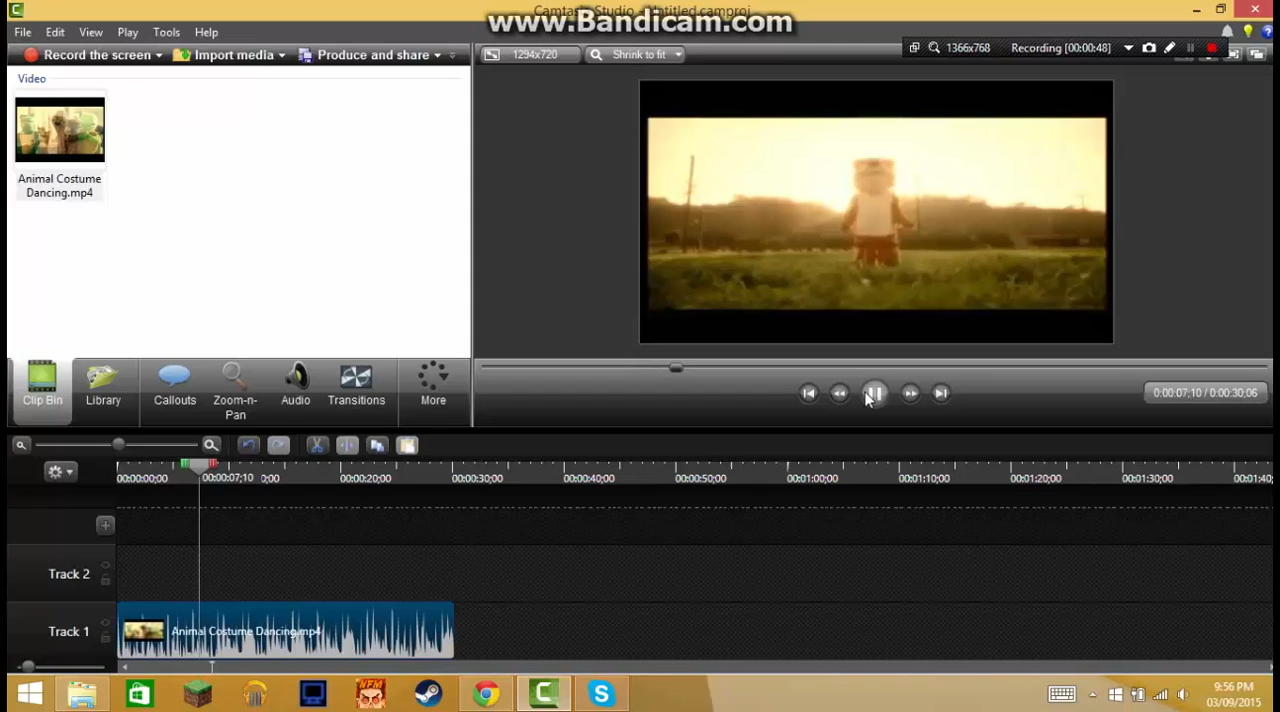 Camtasia Studio - Untitled.camproj
www.Bandicam.com
File Edit View Play Tools Help
Record the screen Import media Produce and share
1294x720 Shrink to fit
1366x768 Recording [00:00:48]
Video
Animal Costume
Dancing.mp4
Clip Bin Library Callouts Zoom-n-
Pan Audio Transitions More
0:00:07;10 / 0:00:30;06
00:00:00;00 00:00:07;10 0;00 00:00:20;00 00:00:30;00 00:00:40;00 00:00:50;00 00:01:00;00 00:01:10;00 00:01:20;00 00:01:30;00 00:01:40;
Track 2
Track 1 Animal Costume Dancing.mp4
NFM
9:56 PM
03/09/2015